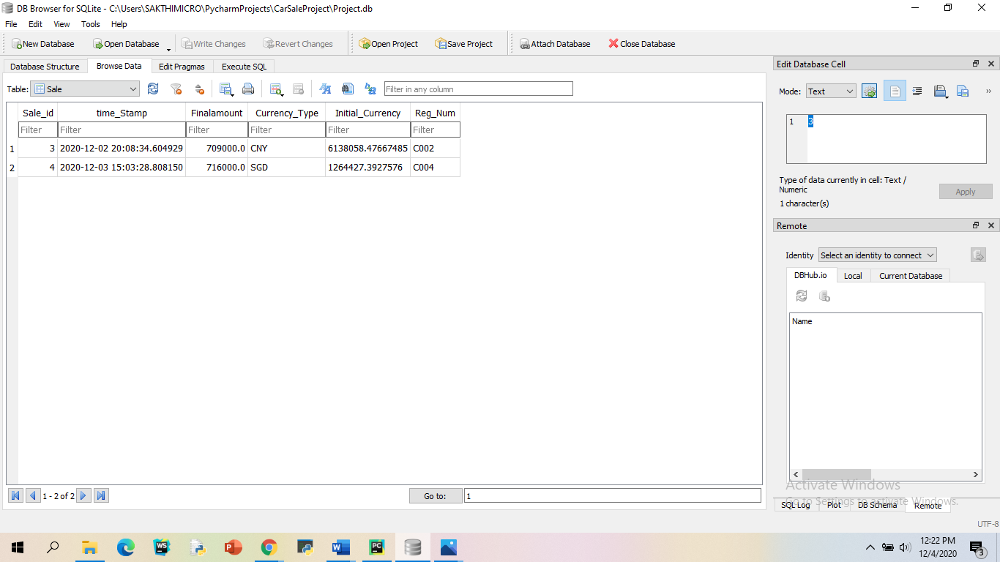 DB Browser for SQLite - C:\Users\SAKTHIMICRO\PycharmProjects\CarSaleProject\Project.db
File Edit View Tools Help
New Database Open Database Write Changes Revert Changes Open Project Save Project Attach Database Close Database
Database Structure Browse Data Edit Pragmas Execute SQL
Table: Sale Filter in any column
Sale_id time_Stamp Finalamount Currency_Type Initial_Currency Reg_Num
Filter Filter Filter Filter Filter Filter
1 3 2020-12-02 20:08:34.604929 709000.0 CNY 6138058.47667485 C002
2 4 2020-12-03 15:03:28.808150 716000.0 SGD 1264427.3927576 C004
1 - 2 of 2 Go to: 1
Edit Database Cell
Mode: Text
1 3
Type of data currently in cell: Text /
Numeric
1 character(s)
Apply
Remote
Identity Select an identity to connect
DBHub.io Local Current Database
Name
Activate Windows
Go to Settings to activate Windows.
SQL Log Plot DB Schema Remote
UTF-8
WS P W PC
12:22 PM
12/4/2020
3